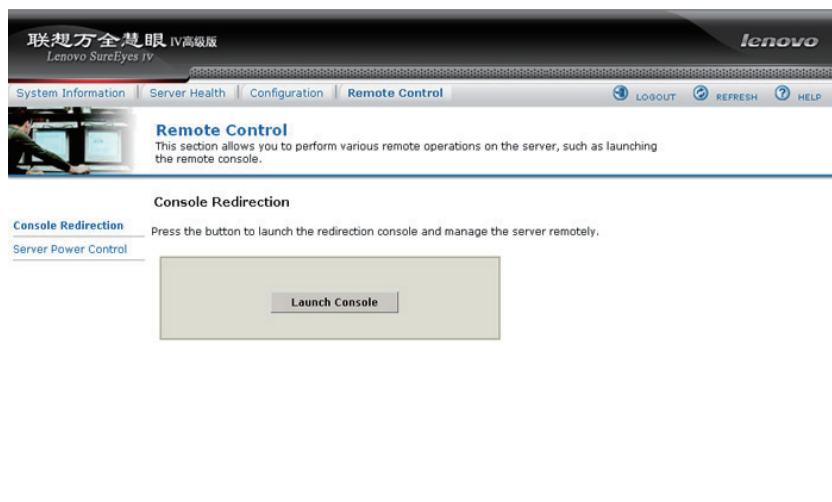 联想万全慧眼 IV高级版
Lenovo SureEyes IV
lenovo
System Information
Server Health
Configuration
Remote Control
LOGOUT
REFRESH
HELP
Remote Control
This section allows you to perform various remote operations on the server, such as launching
the remote console.
Console Redirection
Console Redirection
Press the button to launch the redirection console and manage the server remotely.
Server Power Control
Launch Console